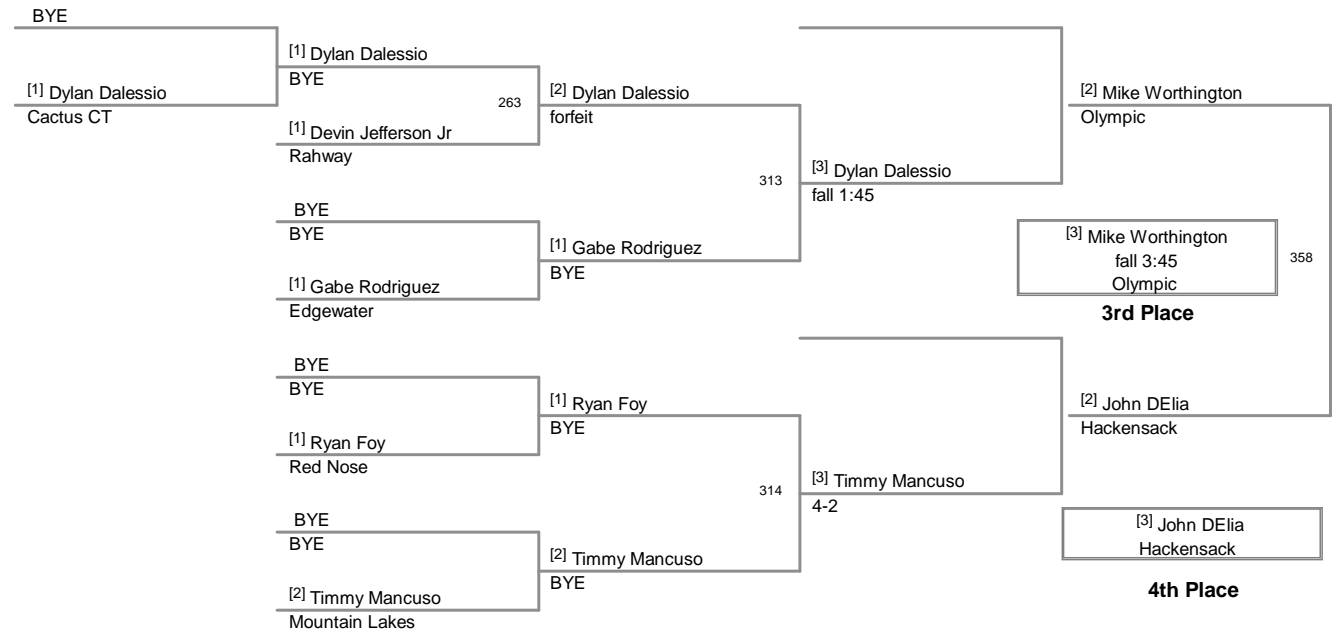 BYE
[1] Dylan Dalessio
Cactus CT
[1] Dylan Dalessio
BYE
263
[1] Devin Jefferson Jr
Rahway
[2] Dylan Dalessio
forfeit
BYE
BYE
[1] Gabe Rodriguez
Edgewater
[1] Gabe Rodriguez
BYE
313
[3] Dylan Dalessio
fall 1:45
[2] Mike Worthington
Olympic
[3] Mike Worthington
fall 3:45
Olympic
358
3rd Place
BYE
BYE
[1] Ryan Foy
Red Nose
[1] Ryan Foy
BYE
BYE
BYE
[2] Timmy Mancuso
Mountain Lakes
[2] Timmy Mancuso
BYE
314
[3] Timmy Mancuso
4-2
[2] John DElia
Hackensack
[3] John DElia
Hackensack
4th Place